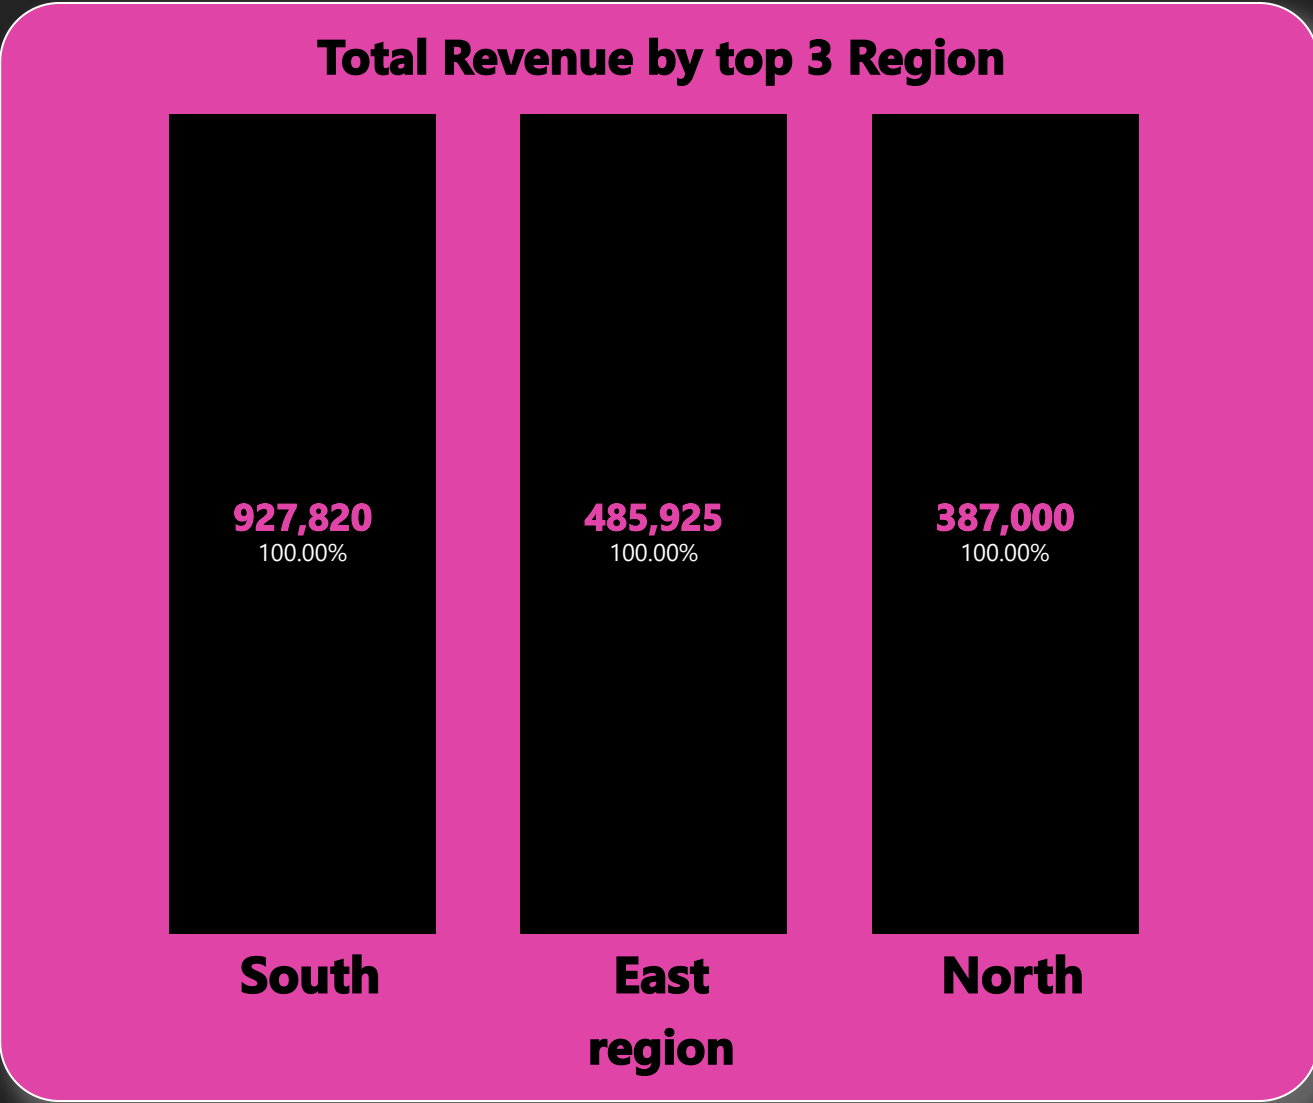 Total Revenue by top 3 Region
927,820 485,925 387,000
100.00% 100.00% 100.00%
South East North
region